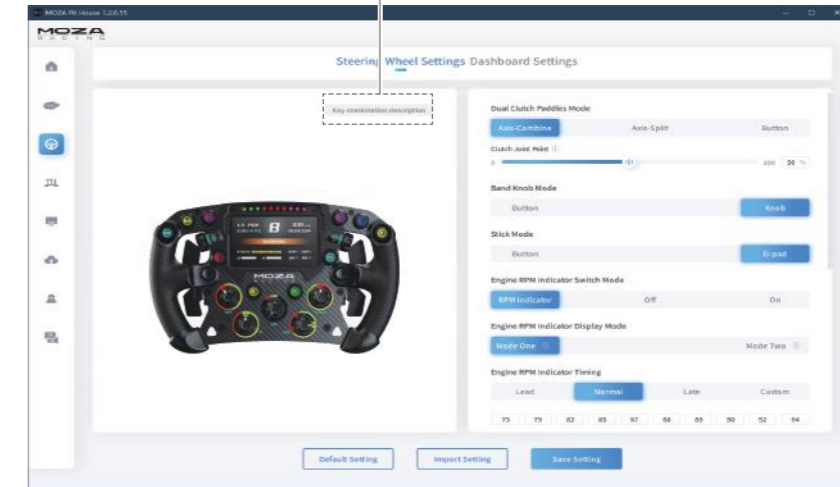 MOZA Pit House 1.2.0.55
MOZA
RACING
Steering Wheel Settings Dashboard Settings
Key combination description
Dual Clutch Paddles Mode
Axis-Combine Axis-Split Button
Clutch Joint Point
0 100 50 %
Band Knob Mode
Button Knob
Stick Mode
Button D-pad
Engine RPM Indicator Switch Mode
RPM Indicator Off On
Engine RPM Indicator Display Mode
Mode One Mode Two
Engine RPM Indicator Timing
Lead Normal Late Custom
75 79 82 85 87 88 89 90 92 94
MOZA
8
Default Setting Import Setting Save Setting